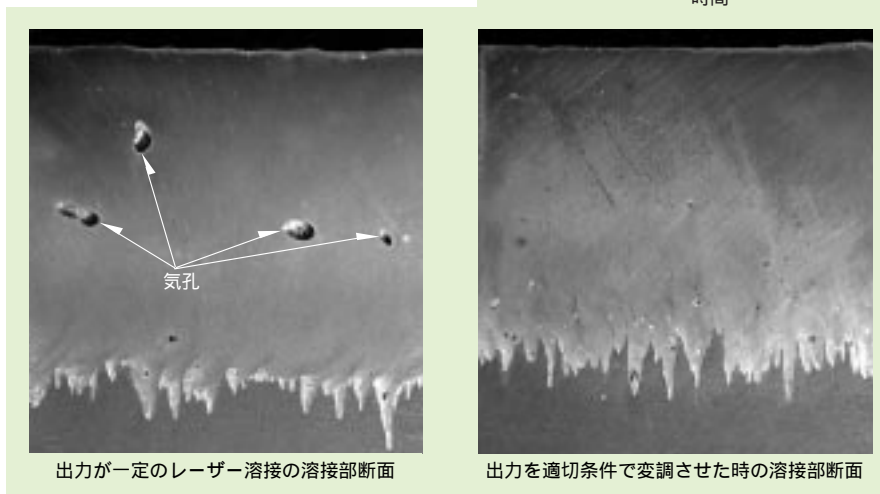 時間
気孔
出力が一定のレーザー溶接の溶接部断面
出力を適切条件で変調させた時の溶接部断面